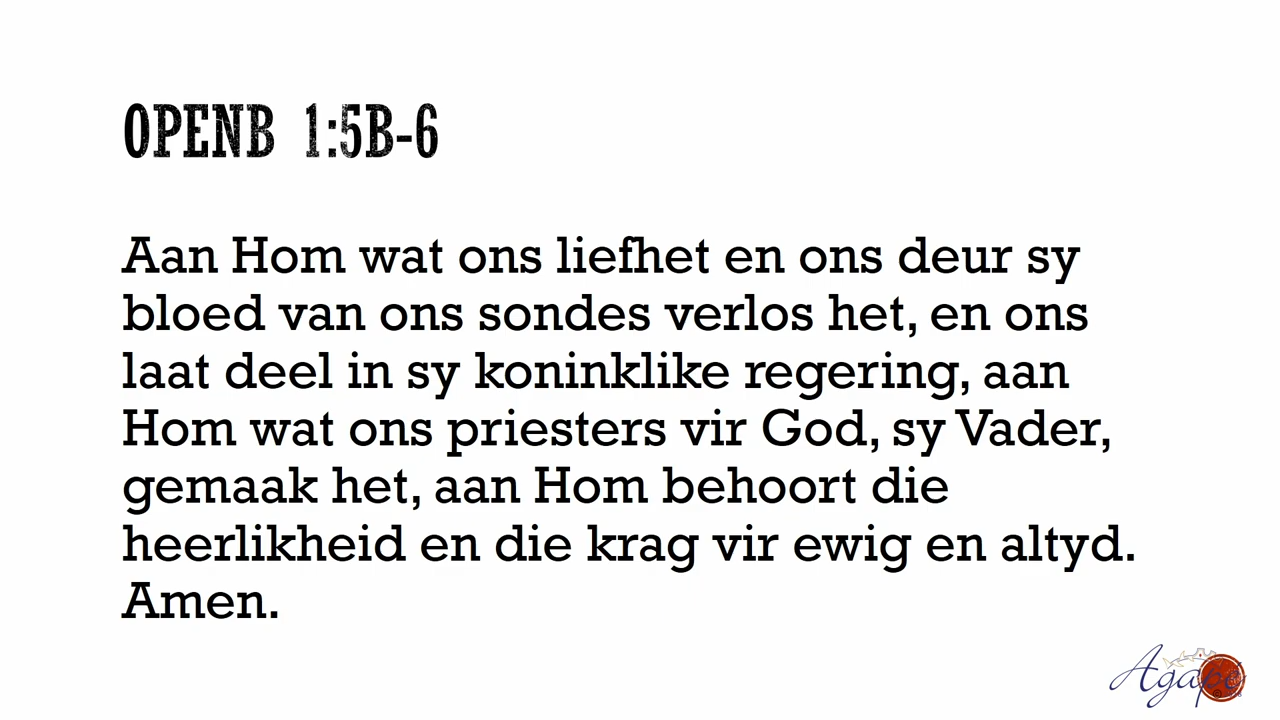 OPENB 1:5B-6
Aan Hom wat ons liefhet en ons deur sy
bloed van ons sondes verlos het, en ons
laat deel in sy koninklike regering, aan
Hom wat ons priesters vir God, sy Vader,
gemaak het, aan Hom behoort die
heerlikheid en die krag vir ewig en altyd.
Amen.
Agapé